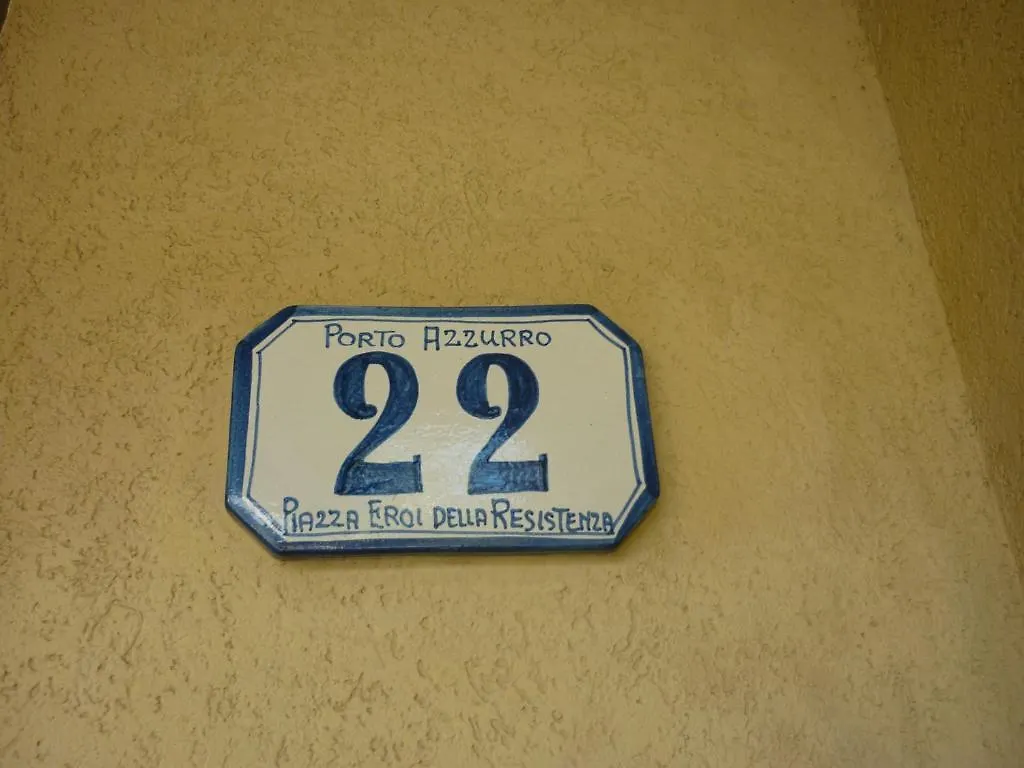 PORTO AZZURRO
22
PIAZZA EROI DELLA RESISTENZA